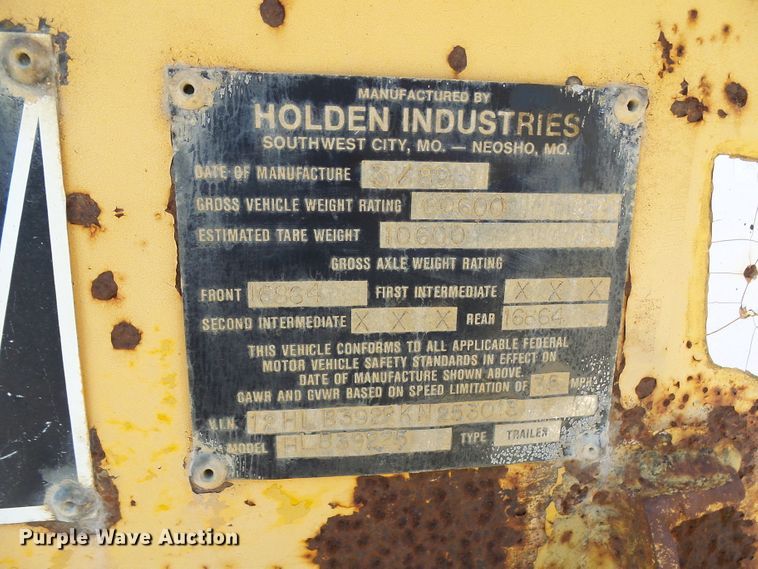 MANUFACTURED BY
HOLDEN INDUSTRIES
SOUTHWEST CITY, MO. — NEOSHO, MO.
DATE OF MANUFACTURE
GROSS VEHICLE WEIGHT RATING
ESTIMATED TARE WEIGHT 10600
GROSS AXLE WEIGHT RATING
FRONT 16864 FIRST INTERMEDIATE X X X
SECOND INTERMEDIATE X X X REAR 16864
THIS VEHICLE CONFORMS TO ALL APPLICABLE FEDERAL
MOTOR VEHICLE SAFETY STANDARDS IN EFFECT ON
DATE OF MANUFACTURE SHOWN ABOVE.
GAWR AND GVWR BASED ON SPEED LIMITATION OF MPH
V.I.N.
MODEL HLB39225 TYPE TRAILER
Purple Wave Auction